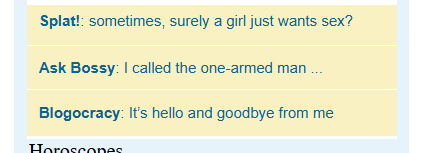 Splat!: sometimes, surely a girl just wants sex?
Ask Bossy: I called the one-armed man ...
Blogocracy: It's hello and goodbye from me
Horoscopes